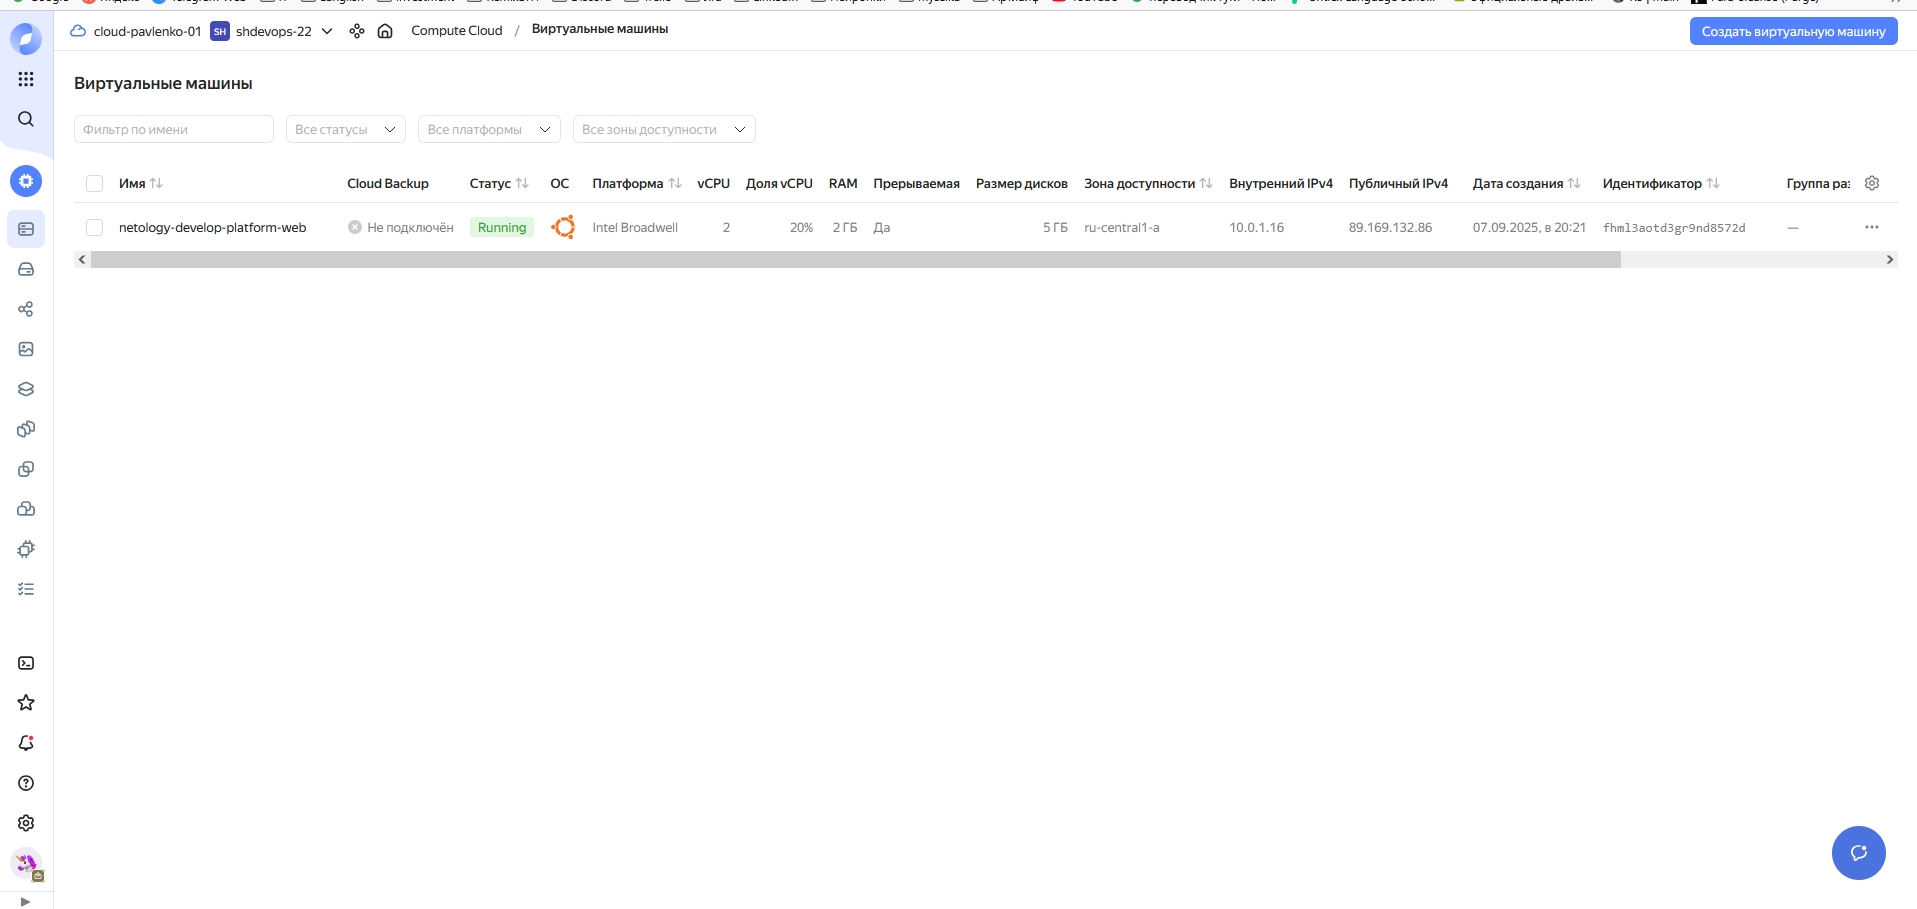 cloud-pavlenko-01 SH shdevops-22 Compute Cloud / Виртуальные машины Создать виртуальную машину
Виртуальные машины
Фильтр по имени Все статусы Все платформы Все зоны доступности
Имя Cloud Backup Статус ОС Платформа vCPU Доля vCPU RAM Прерываемая Размер дисков Зона доступности Внутренний IPv4 Публичный IPv4 Дата создания Идентификатор Группа раз
netology-develop-platform-web Не подключён Running Intel Broadwell 2 20% 2 ГБ Да 5 ГБ ru-central1-a 10.0.1.16 89.169.132.86 07.09.2025, в 20:21 fhml3aotd3gr9nd8572d —